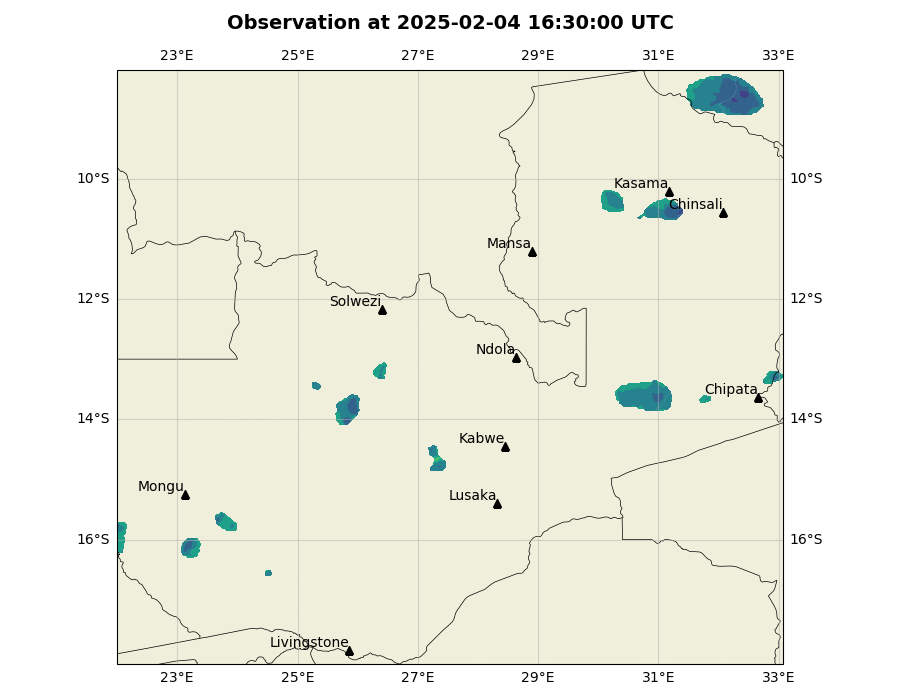 Observation at 2025-02-04 16:30:00 UTC
23°E 25°E 27°E 29°E 31°E 33°E
10°S 10°S
Kasama
Chinsali
Mansa
12°S 12°S
Solwezi
Ndola
Chipata
14°S 14°S
Kabwe
Mongu
Lusaka
16°S 16°S
Livingstone
23°E 25°E 27°E 29°E 31°E 33°E